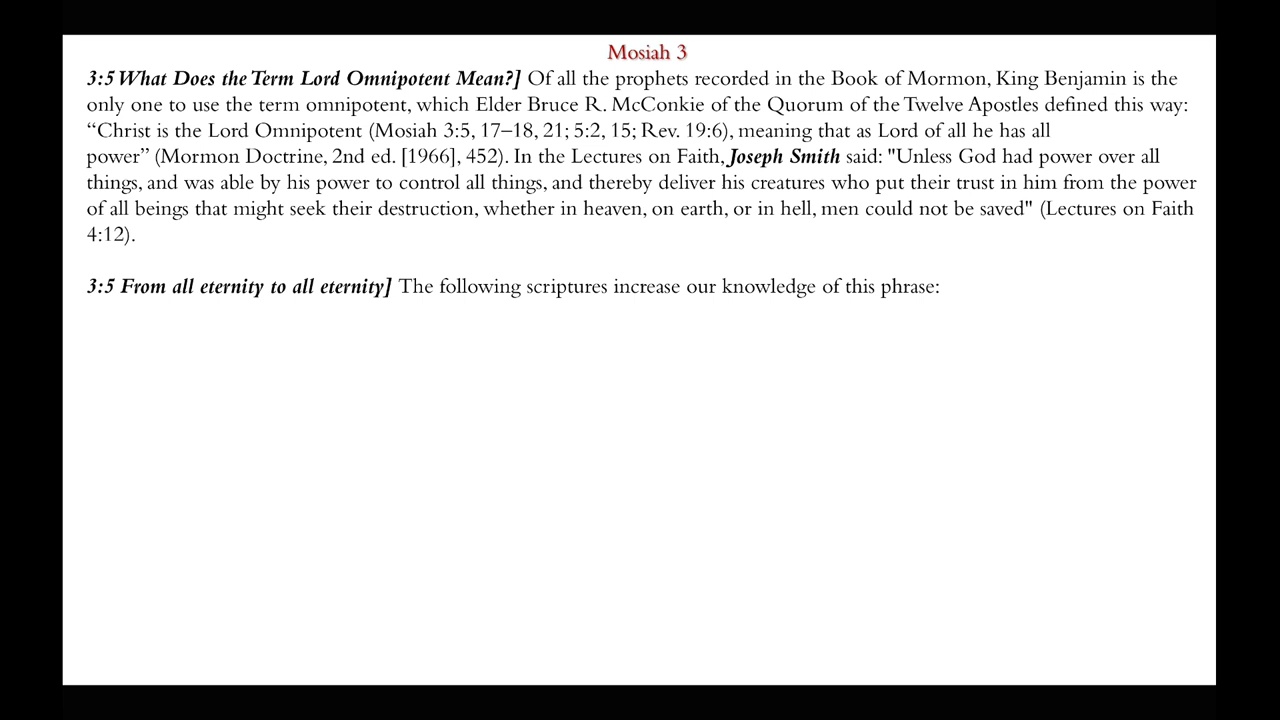 Mosiah 3
3:5 What Does the Term Lord Omnipotent Mean?] Of all the prophets recorded in the Book of Mormon, King Benjamin is the
only one to use the term omnipotent, which Elder Bruce R. McConkie of the Quorum of the Twelve Apostles defined this way:
“Christ is the Lord Omnipotent (Mosiah 3:5, 17–18, 21; 5:2, 15; Rev. 19:6), meaning that as Lord of all he has all
power” (Mormon Doctrine, 2nd ed. [1966], 452). In the Lectures on Faith, Joseph Smith said: "Unless God had power over all
things, and was able by his power to control all things, and thereby deliver his creatures who put their trust in him from the power
of all beings that might seek their destruction, whether in heaven, on earth, or in hell, men could not be saved" (Lectures on Faith
4:12).
3:5 From all eternity to all eternity] The following scriptures increase our knowledge of this phrase: